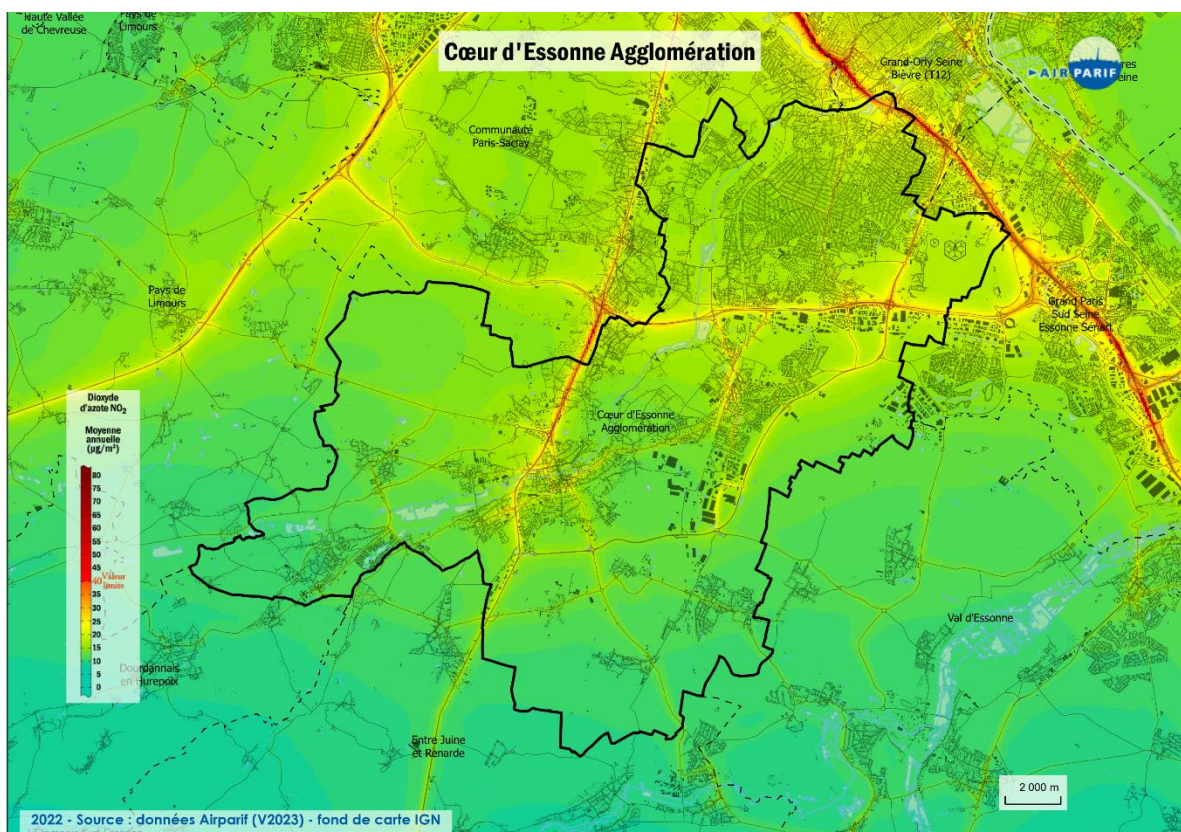 Haute Vallée
de Chevreuse
Pays de
Limours
Cœur d'Essonne Agglomération
Grand-Orly Seine
Bièvre (T12)
AIRPARIF
Communauté
Paris-Saclay
Pays de
Limours
Grand Paris
Sud Seine
Essonne Sénart
Cœur d'Essonne
Agglomération
Dioxyde
d'azote NO₂
Moyenne
annuelle
(µg/m³)
80
75
70
65
60
55
50
45
40 Valeur
limite
35
30
25
20
15
10
5
0
Val d'Essonne
Dourdannais
en Hurepoix
Entre Juine
et Renarde
2 000 m
2022 - Source : données Airparif (V2023) - fond de carte IGN